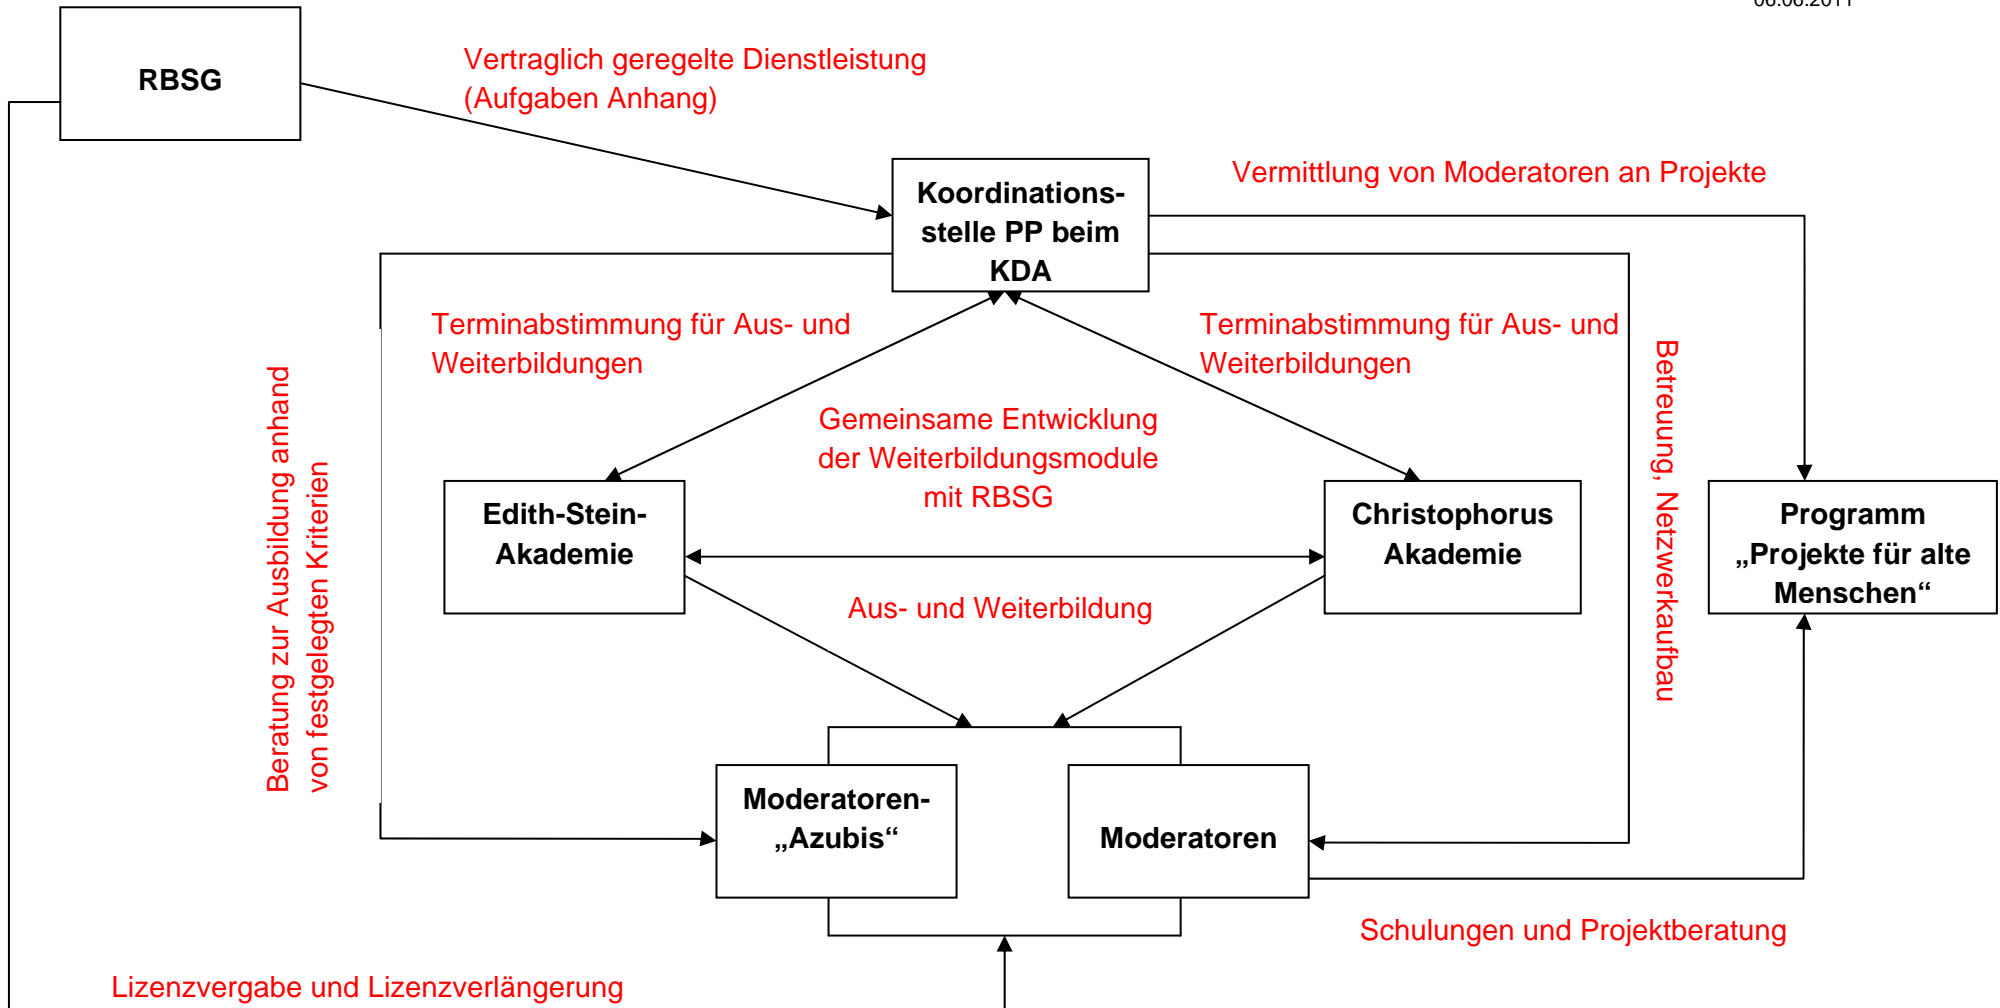 06.06.2011
RBSG
Vertraglich geregelte Dienstleistung
(Aufgaben Anhang)
Koordinations-
stelle PP beim
KDA
Vermittlung von Moderatoren an Projekte
Terminabstimmung für Aus- und
Weiterbildungen
Terminabstimmung für Aus- und
Weiterbildungen
Beratung zur Ausbildung anhand
von festgelegten Kriterien
Gemeinsame Entwicklung
der Weiterbildungsmodule
mit RBSG
Betreuung, Netzwerkaufbau
Edith-Stein-
Akademie
Christophorus
Akademie
Programm
„Projekte für alte
Menschen“
Aus- und Weiterbildung
Moderatoren-
„Azubis“
Moderatoren
Schulungen und Projektberatung
Lizenzvergabe und Lizenzverlängerung